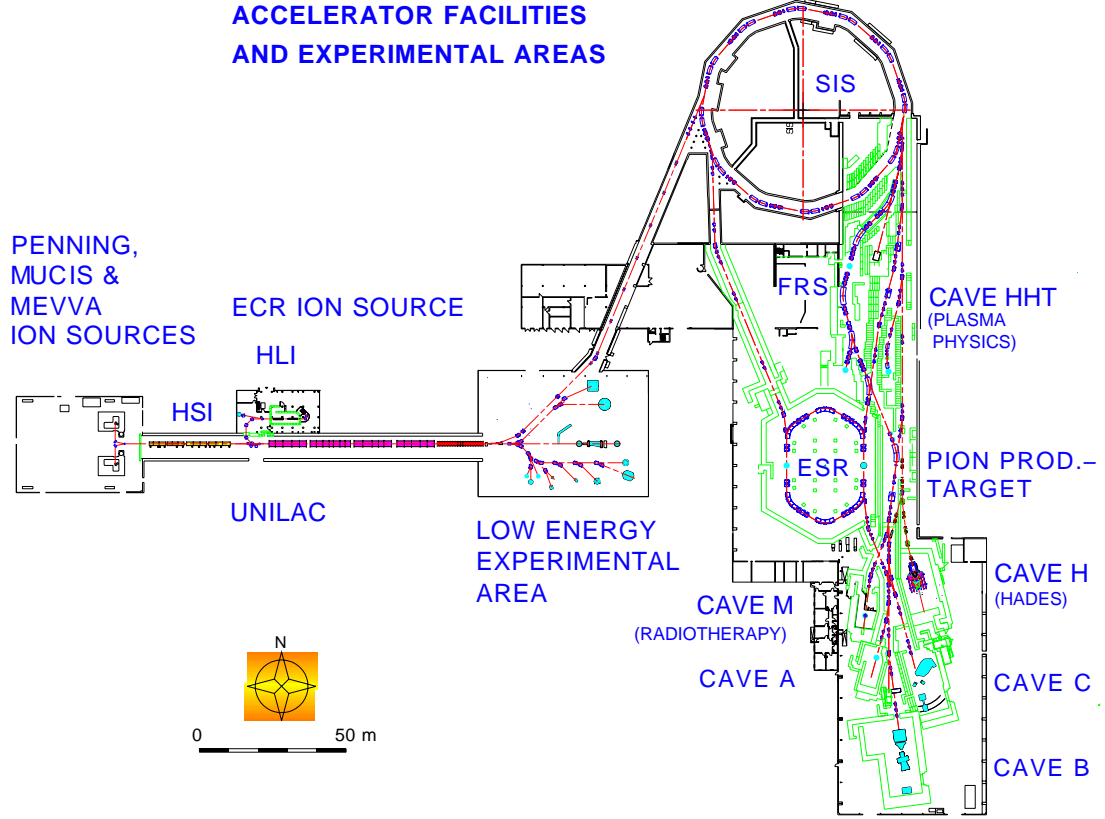 ACCELERATOR FACILITIES
AND EXPERIMENTAL AREAS
SIS
SIS
PENNING,
MUCIS &
MEVVA
ION SOURCES
ECR ION SOURCE
HLI
HSI
UNILAC
FRS
CAVE HHT
(PLASMA
PHYSICS)
ESR
PION PROD.–
TARGET
LOW ENERGY
EXPERIMENTAL
AREA
CAVE M
(RADIOTHERAPY)
CAVE A
CAVE H
(HADES)
CAVE C
CAVE B
N
0 50 m